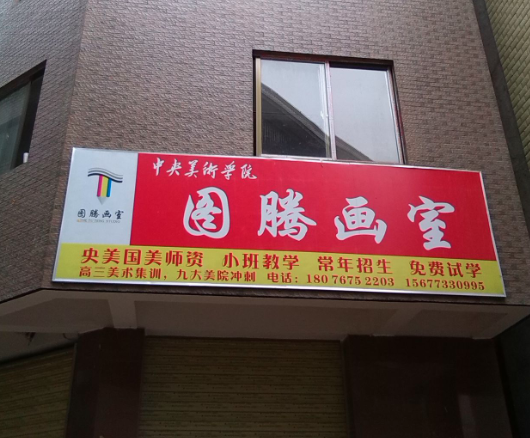 中央美術学院
图腾画室
图腾画室
央美国美师资 小班教学 常年招生 免费试学
高三美术集训，九大美院冲刺 电话：180 7675 2203 15677330995